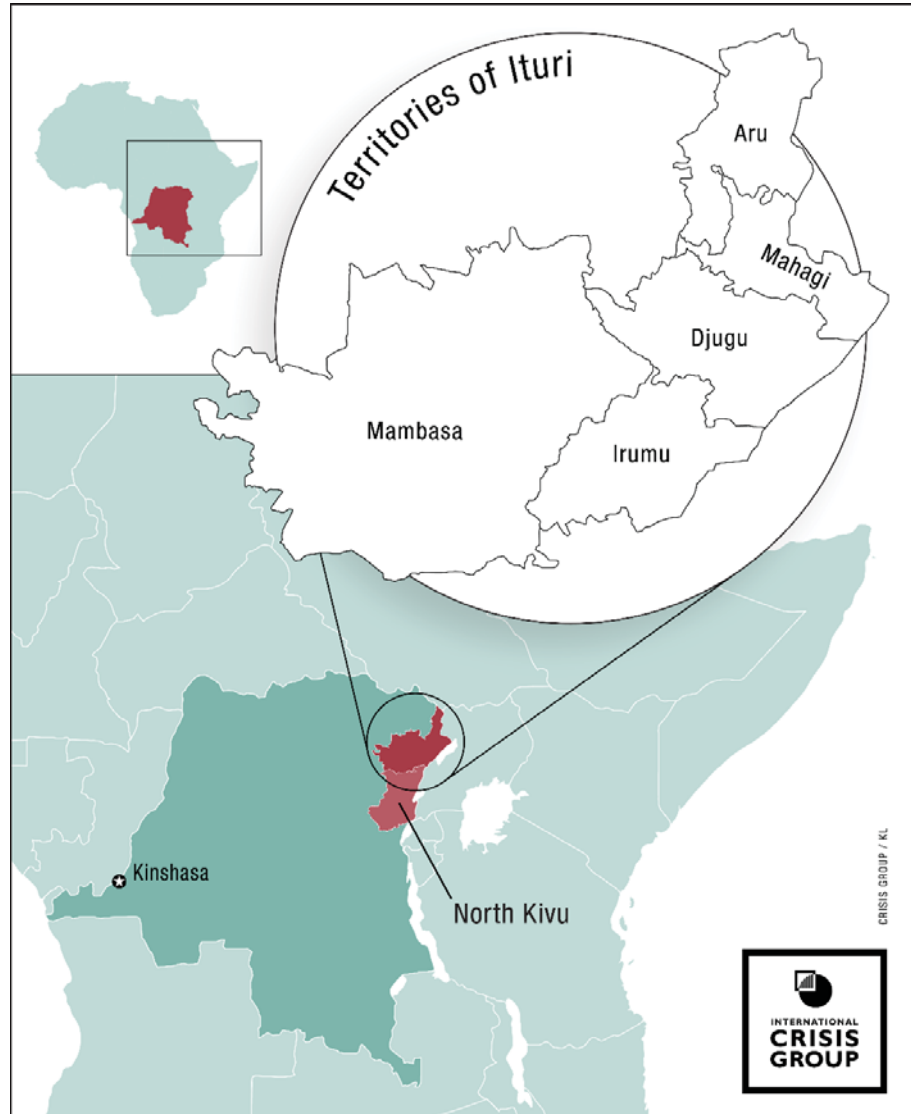 Territories of Ituri
Aru
Mahagi
Djugu
Mambasa
Irumu
Kinshasa
North Kivu
CRISIS GROUP / KL
INTERNATIONAL
CRISIS
GROUP